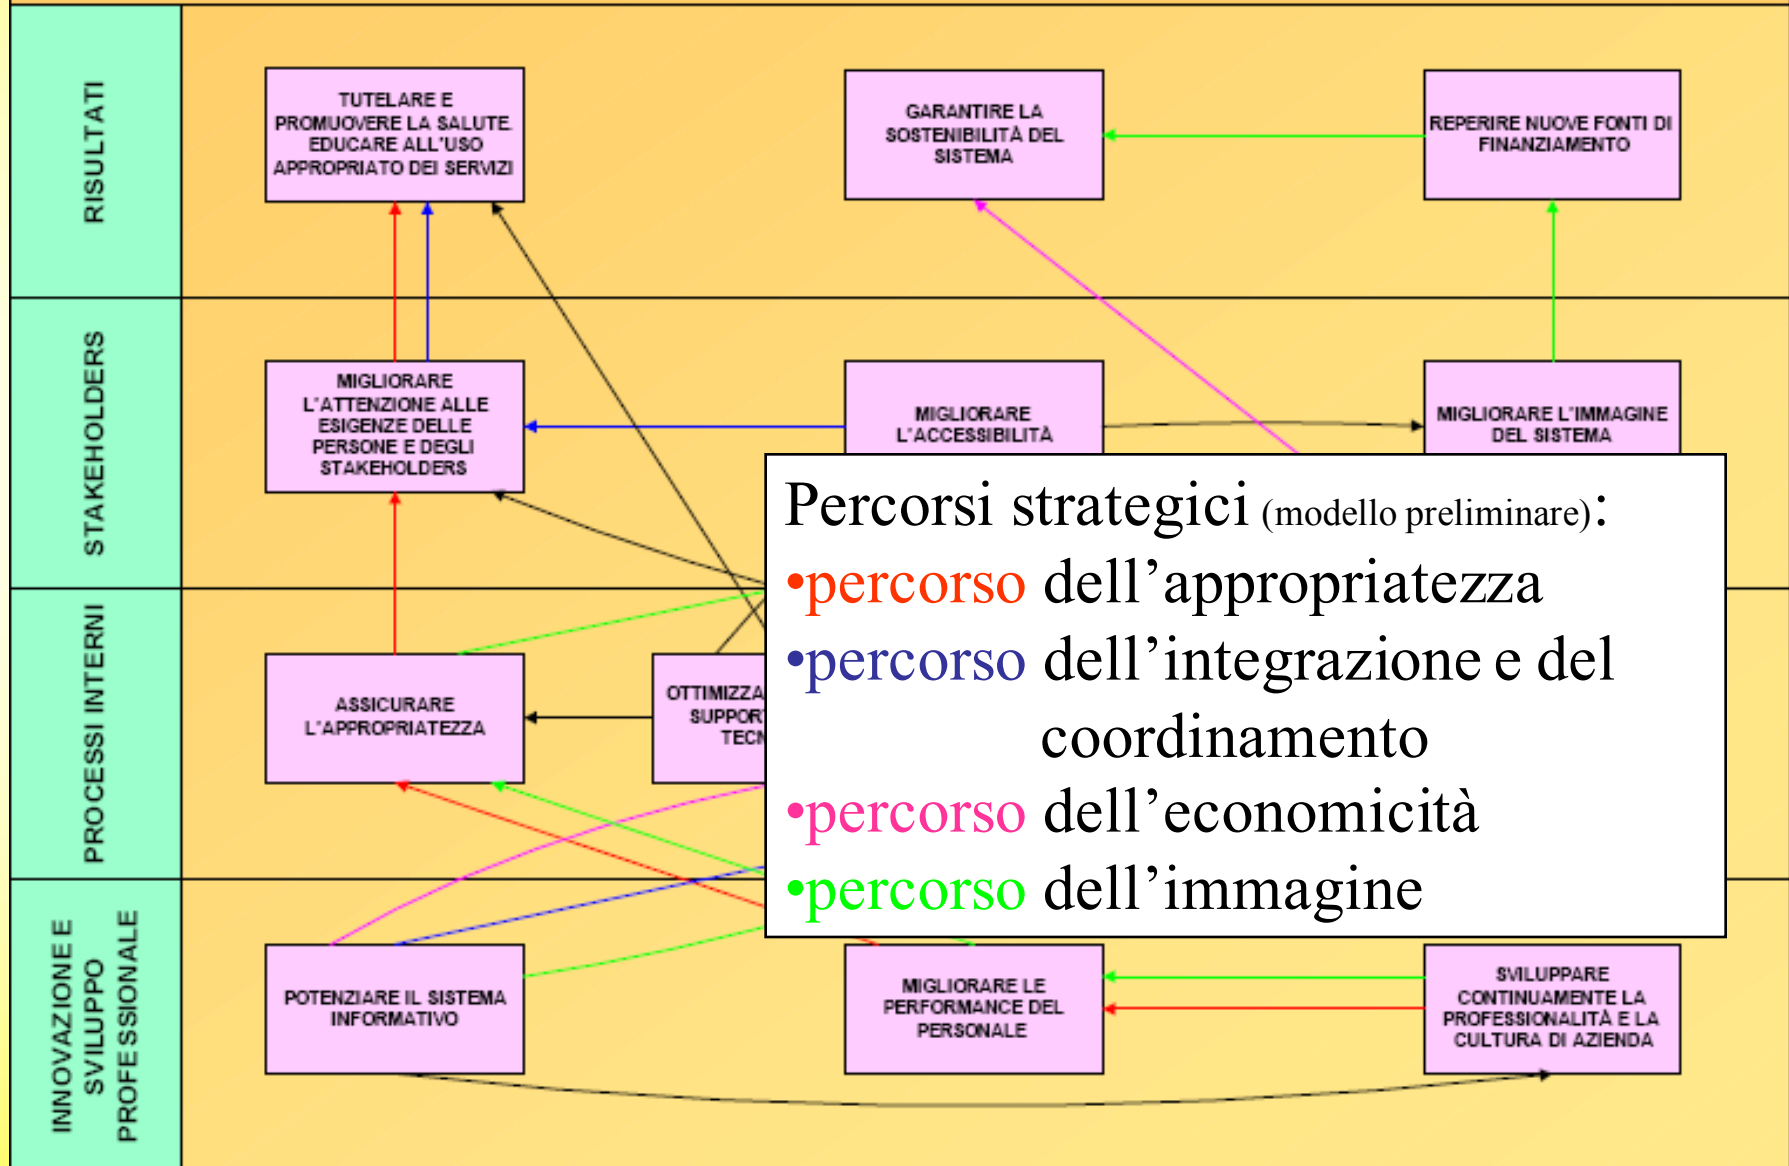 RISULTATI
TUTELARE E
PROMUOVERE LA SALUTE.
EDUCARE ALL'USO
APPROPRIATO DEI SERVIZI
GARANTIRE LA
SOSTENIBILITÀ DEL
SISTEMA
REPERIRE NUOVE FONTI DI
FINANZIAMENTO
STAKEHOLDERS
MIGLIORARE
L'ATTENZIONE ALLE
ESIGENZE DELLE
PERSONE E DEGLI
STAKEHOLDERS
MIGLIORARE
L'ACCESSIBILITÀ
MIGLIORARE L'IMMAGINE
DEL SISTEMA
Percorsi strategici (modello preliminare):
•percorso dell’appropriatezza
•percorso dell’integrazione e del
coordinamento
•percorso dell’economicità
•percorso dell’immagine
PROCESSI INTERNI
ASSICURARE
L'APPROPRIATEZZA
INNOVAZIONE E
SVILUPPO
PROFESSIONALE
POTENZIARE IL SISTEMA
INFORMATIVO
MIGLIORARE LE
PERFORMANCE DEL
PERSONALE
SVILUPPARE
CONTINUAMENTE LA
PROFESSIONALITÀ E LA
CULTURA DI AZIENDA